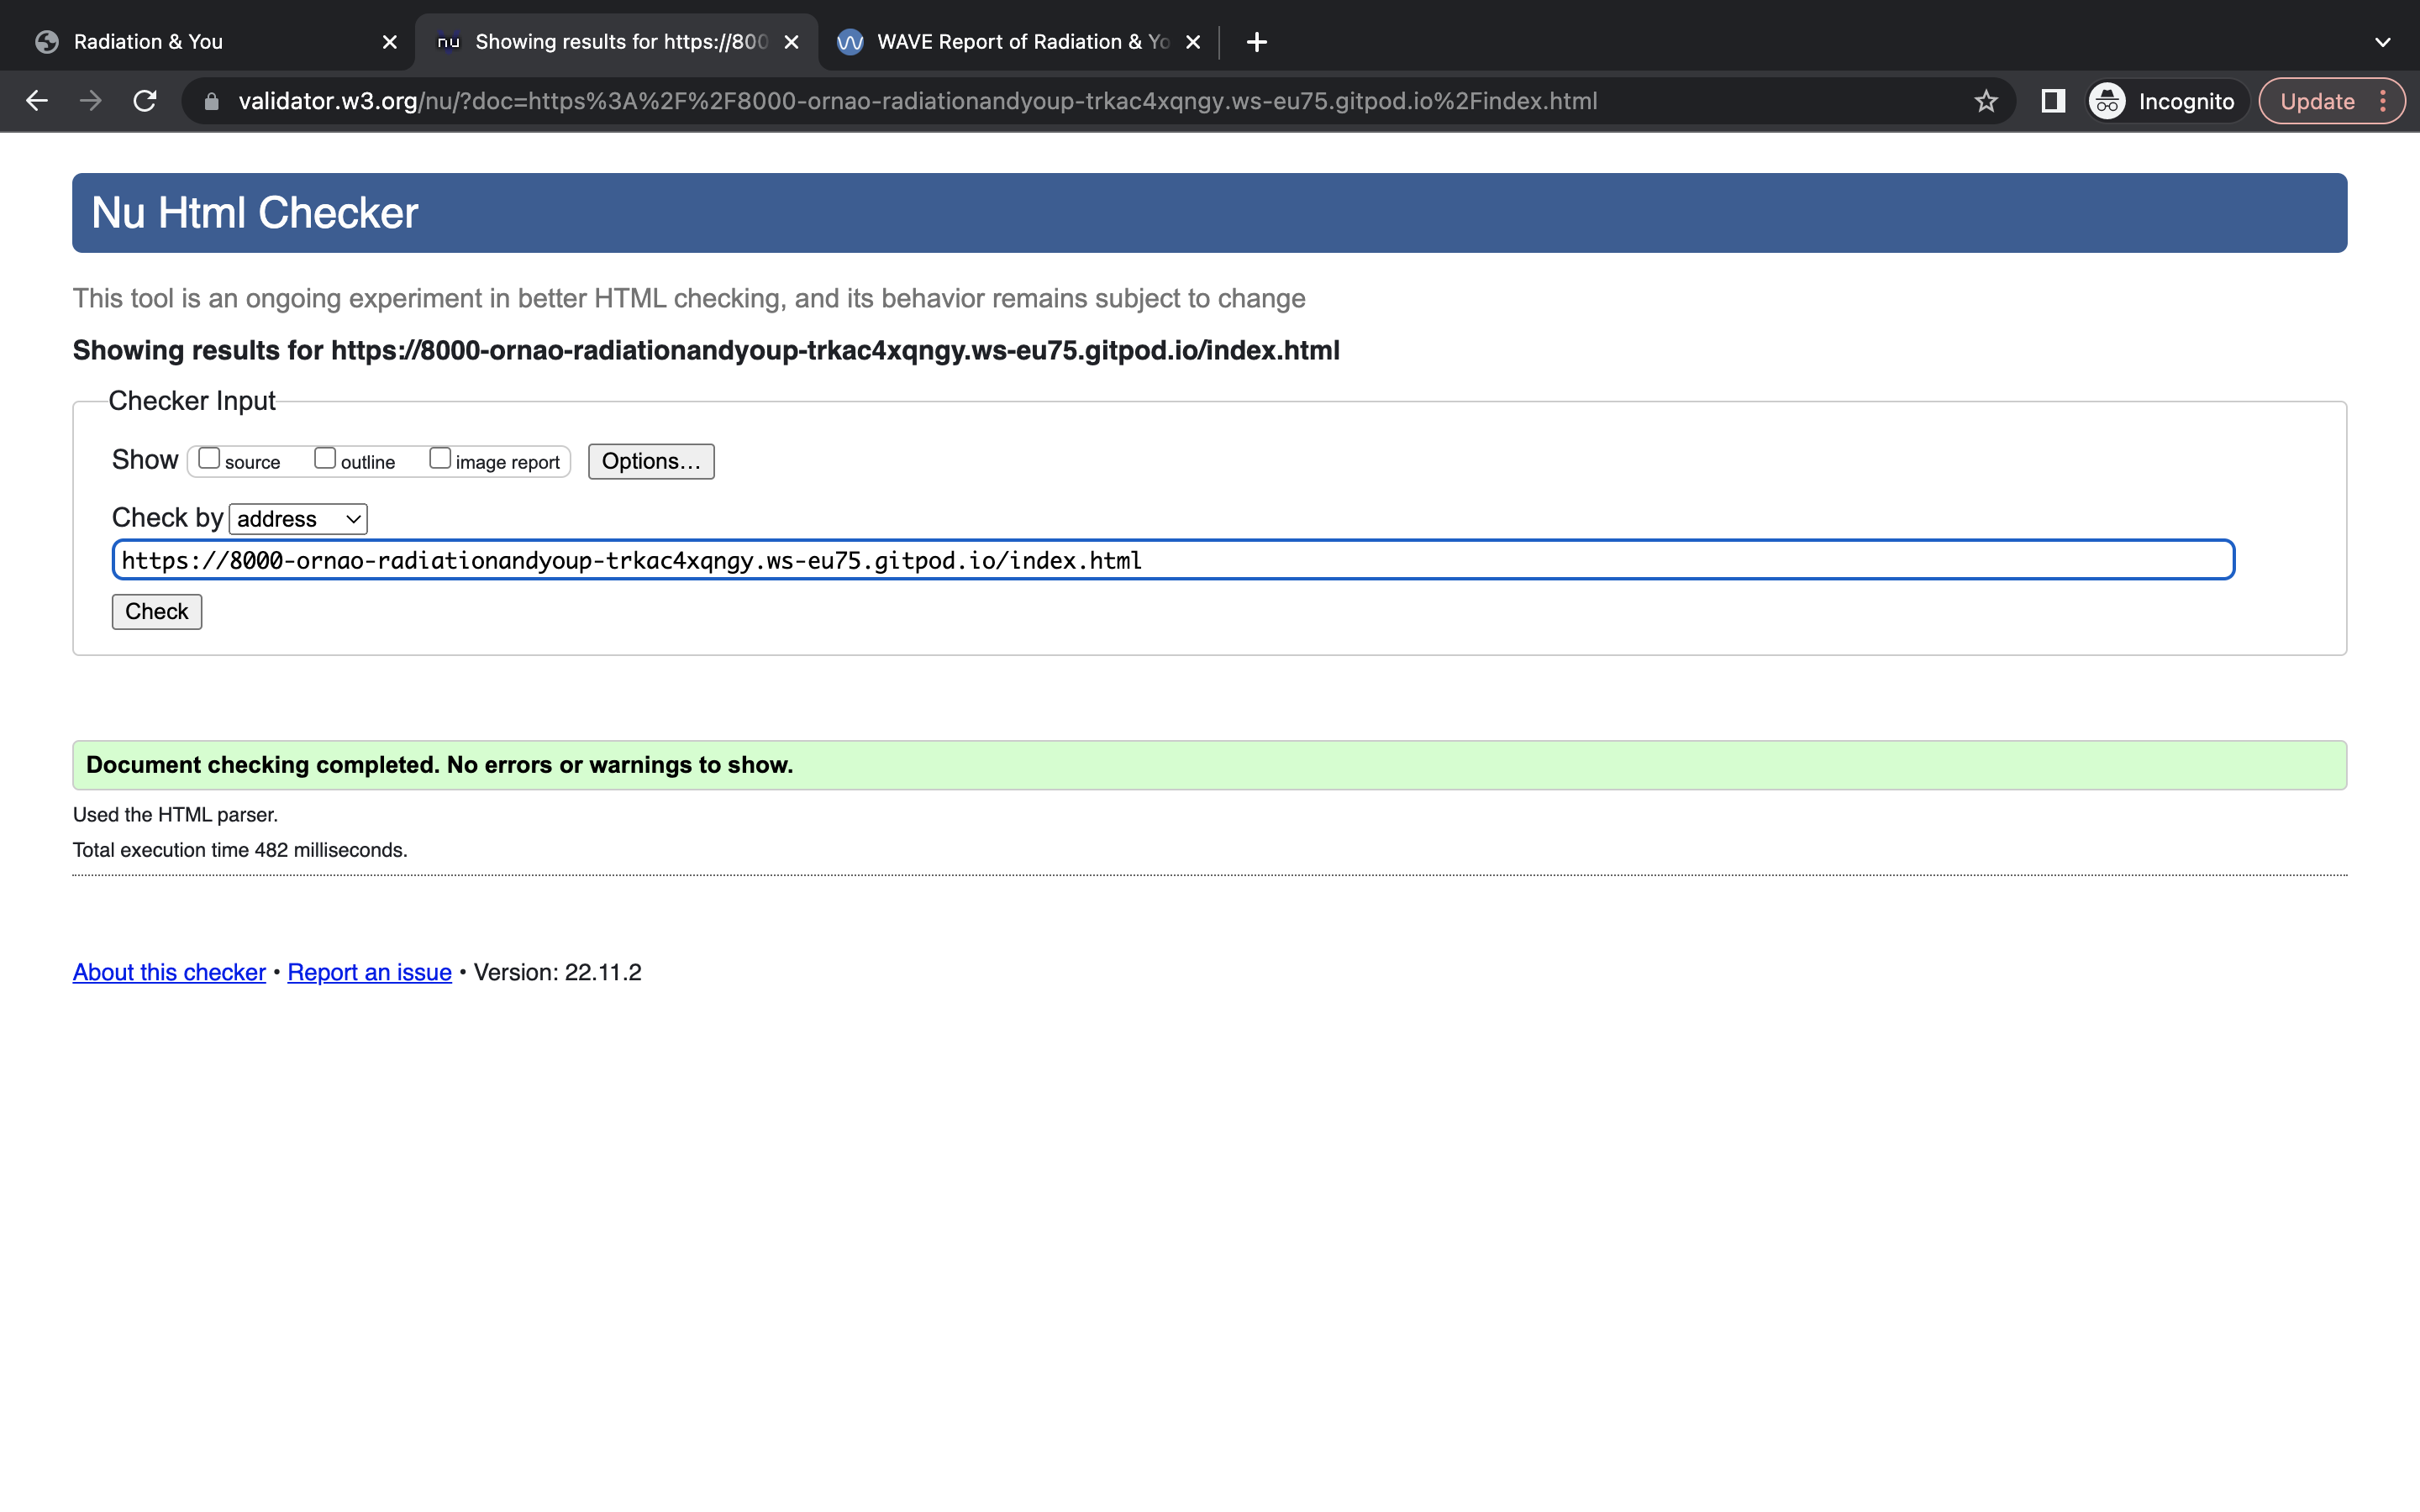 Radiation & You
nu Showing results for https://800
WAVE Report of Radiation & Yo
validator.w3.org/nu/?doc=https%3A%2F%2F8000-ornao-radiationandyoup-trkac4xqngy.ws-eu75.gitpod.io%2Findex.html
Incognito
Update
Nu Html Checker
This tool is an ongoing experiment in better HTML checking, and its behavior remains subject to change
Showing results for https://8000-ornao-radiationandyoup-trkac4xqngy.ws-eu75.gitpod.io/index.html
Checker Input
Show source outline image report Options...
Check by address
https://8000-ornao-radiationandyoup-trkac4xqngy.ws-eu75.gitpod.io/index.html
Check
Document checking completed. No errors or warnings to show.
Used the HTML parser.
Total execution time 482 milliseconds.
About this checker • Report an issue • Version: 22.11.2